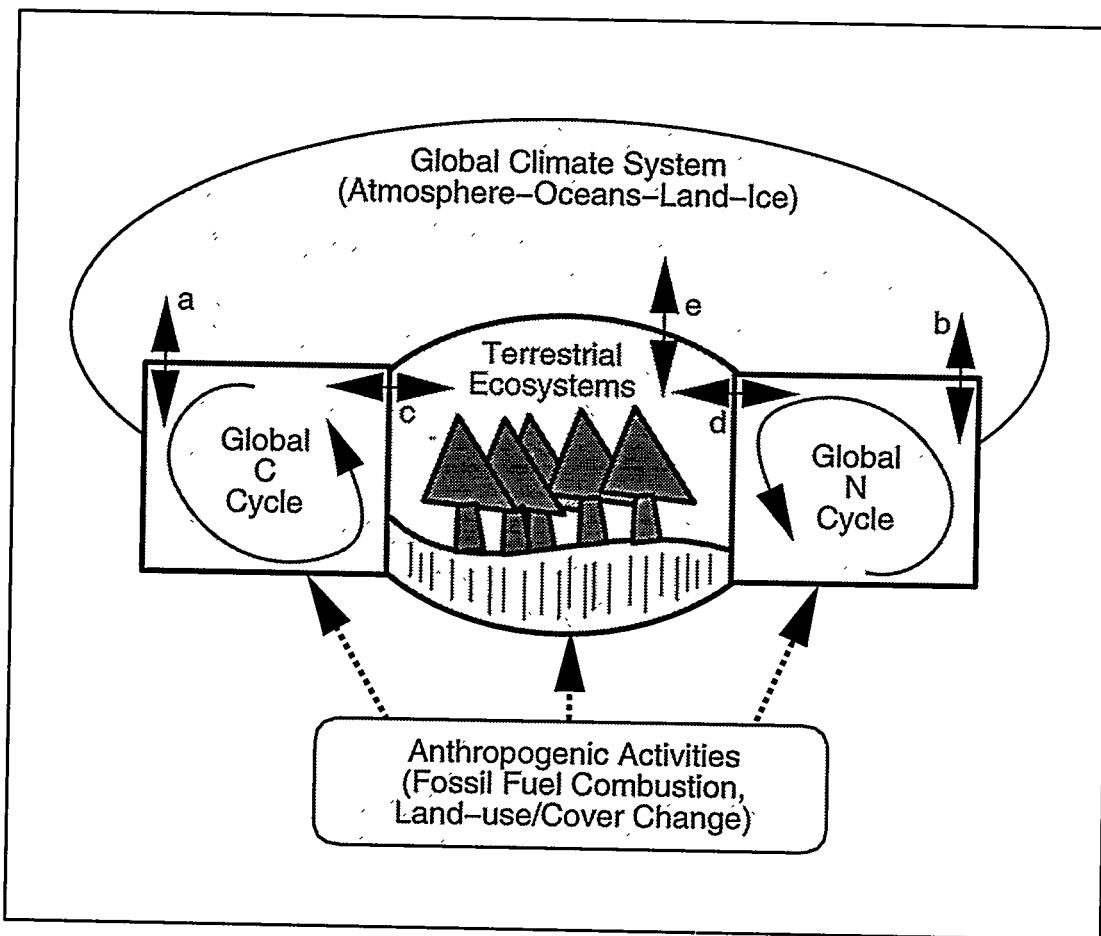 Global Climate System
(Atmosphere–Oceans–Land–Ice)
a
e
b
Terrestrial
Ecosystems
c
d
Global
C
Cycle
Global
N
Cycle
Anthropogenic Activities
(Fossil Fuel Combustion,
Land–use/Cover Change)